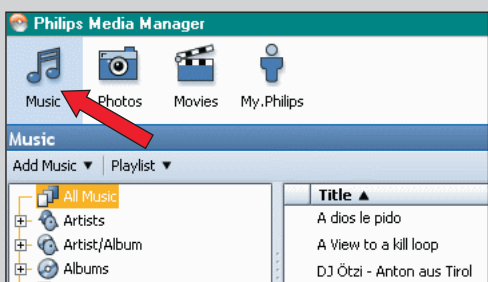 Philips Media Manager
Music Photos Movies My.Philips
Music
Add Music ▼ | Playlist ▼
All Music
Artists
Artist/Album
Albums
Title ▲
A dios le pido
A View to a kill loop
DJ Ötzi - Anton aus Tirol